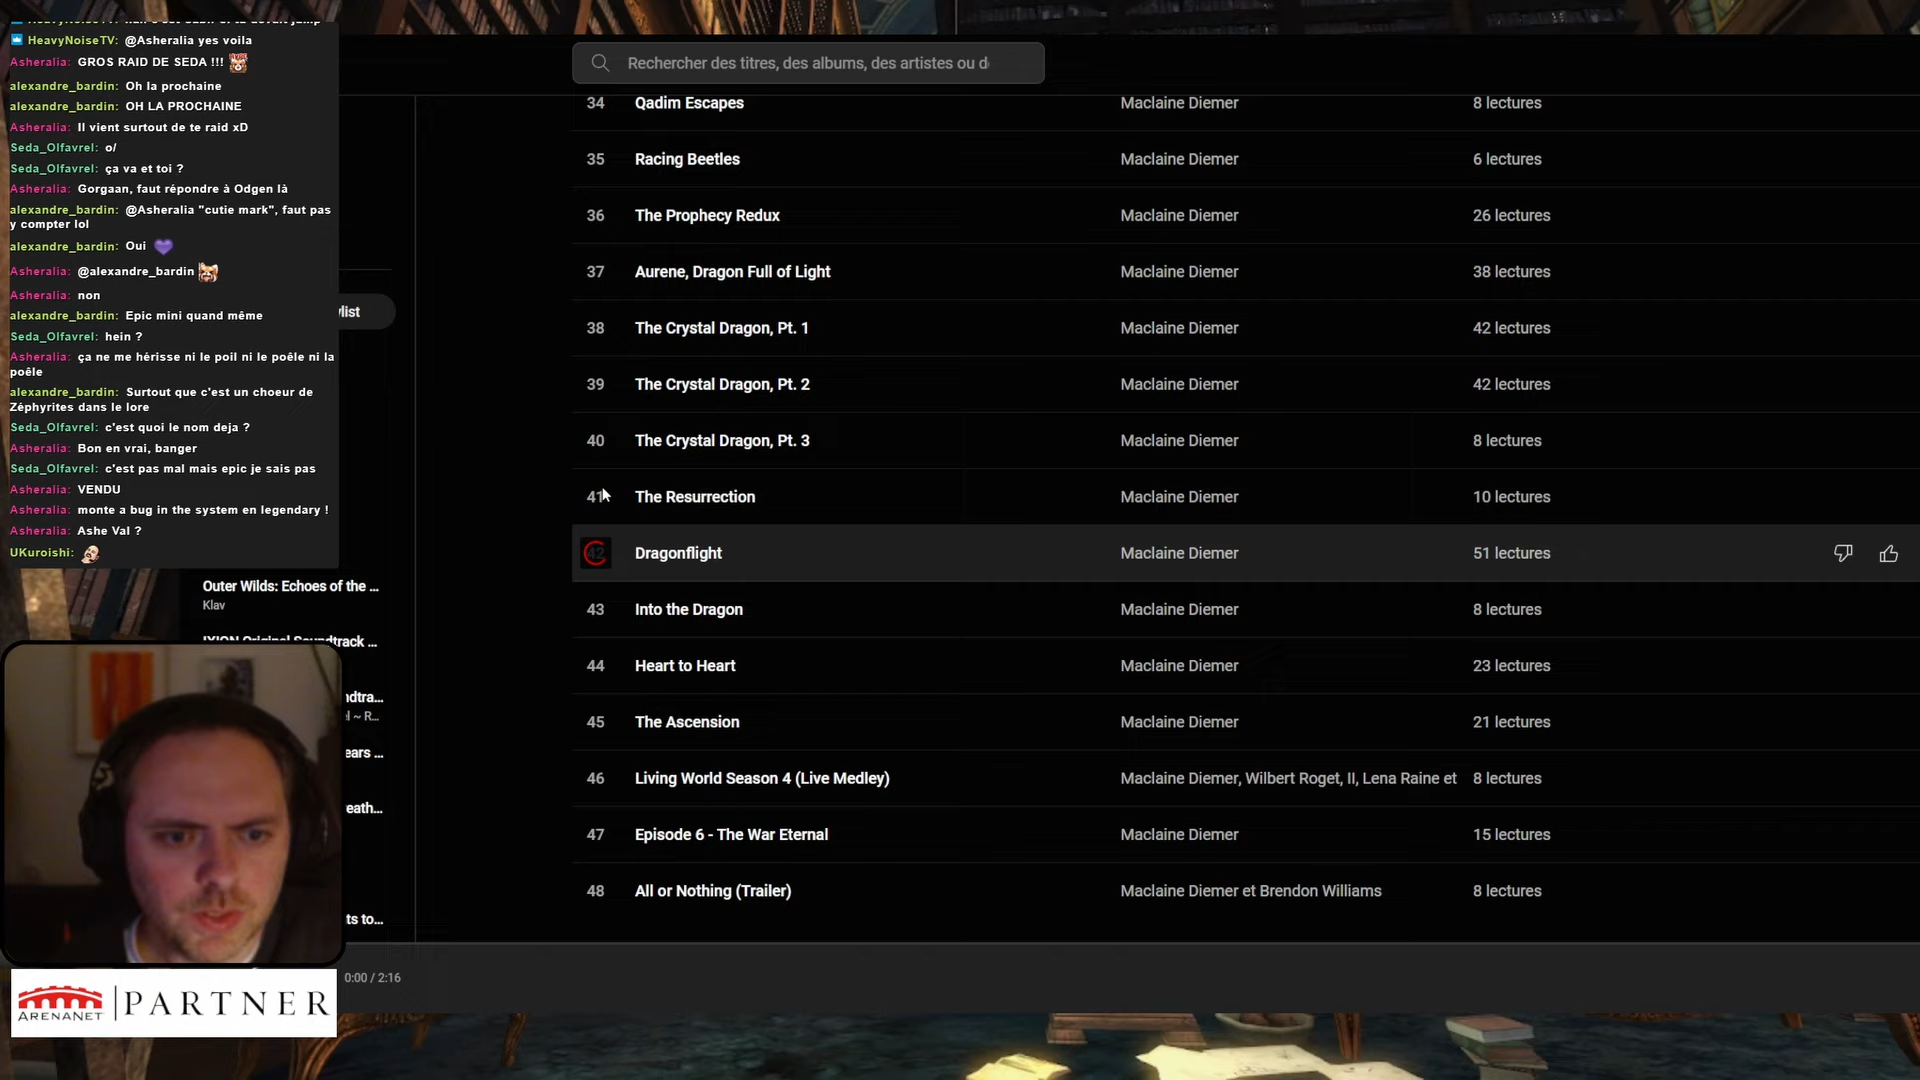 HeavyNoiseTV: @Asheralia yes voila
Asheralia: GROS RAID DE SEDA !!!
alexandre_bardin: Oh la prochaine
alexandre_bardin: OH LA PROCHAINE
Asheralia: Il vient surtout de te raid xD
Seda_Olfavrel: o/
Seda_Olfavrel: ça va et toi ?
Asheralia: Gorgaan, faut répondre à Odgen là
alexandre_bardin: @Asheralia "cutie mark", faut pas
y compter lol
alexandre_bardin: Oui
Asheralia: @alexandre_bardin
Asheralia: non
alexandre_bardin: Epic mini quand même
Seda_Olfavrel: hein ?
Asheralia: ça ne me hérisse ni le poil ni le poêle ni la
poêle
alexandre_bardin: Surtout que c'est un choeur de
Zéphyrites dans le lore
Seda_Olfavrel: c'est quoi le nom deja ?
Asheralia: Bon en vrai, banger
Seda_Olfavrel: c'est pas mal mais epic je sais pas
Asheralia: VENDU
Asheralia: monte a bug in the system en legendary !
Asheralia: Ashe Val ?
UKuroishi:
ylist
Outer Wilds: Echoes of the ...
Klav
IXION Original Soundtrack ...
ndtra...
l ~ R...
ears ...
eath...
ts to...
Rechercher des titres, des albums, des artistes ou d
34 Qadim Escapes Maclaine Diemer 8 lectures
35 Racing Beetles Maclaine Diemer 6 lectures
36 The Prophecy Redux Maclaine Diemer 26 lectures
37 Aurene, Dragon Full of Light Maclaine Diemer 38 lectures
38 The Crystal Dragon, Pt. 1 Maclaine Diemer 42 lectures
39 The Crystal Dragon, Pt. 2 Maclaine Diemer 42 lectures
40 The Crystal Dragon, Pt. 3 Maclaine Diemer 8 lectures
41 The Resurrection Maclaine Diemer 10 lectures
42 Dragonflight Maclaine Diemer 51 lectures
43 Into the Dragon Maclaine Diemer 8 lectures
44 Heart to Heart Maclaine Diemer 23 lectures
45 The Ascension Maclaine Diemer 21 lectures
46 Living World Season 4 (Live Medley) Maclaine Diemer, Wilbert Roget, II, Lena Raine et 8 lectures
47 Episode 6 - The War Eternal Maclaine Diemer 15 lectures
48 All or Nothing (Trailer) Maclaine Diemer et Brendon Williams 8 lectures
0:00 / 2:16
ARENANET | PARTNER